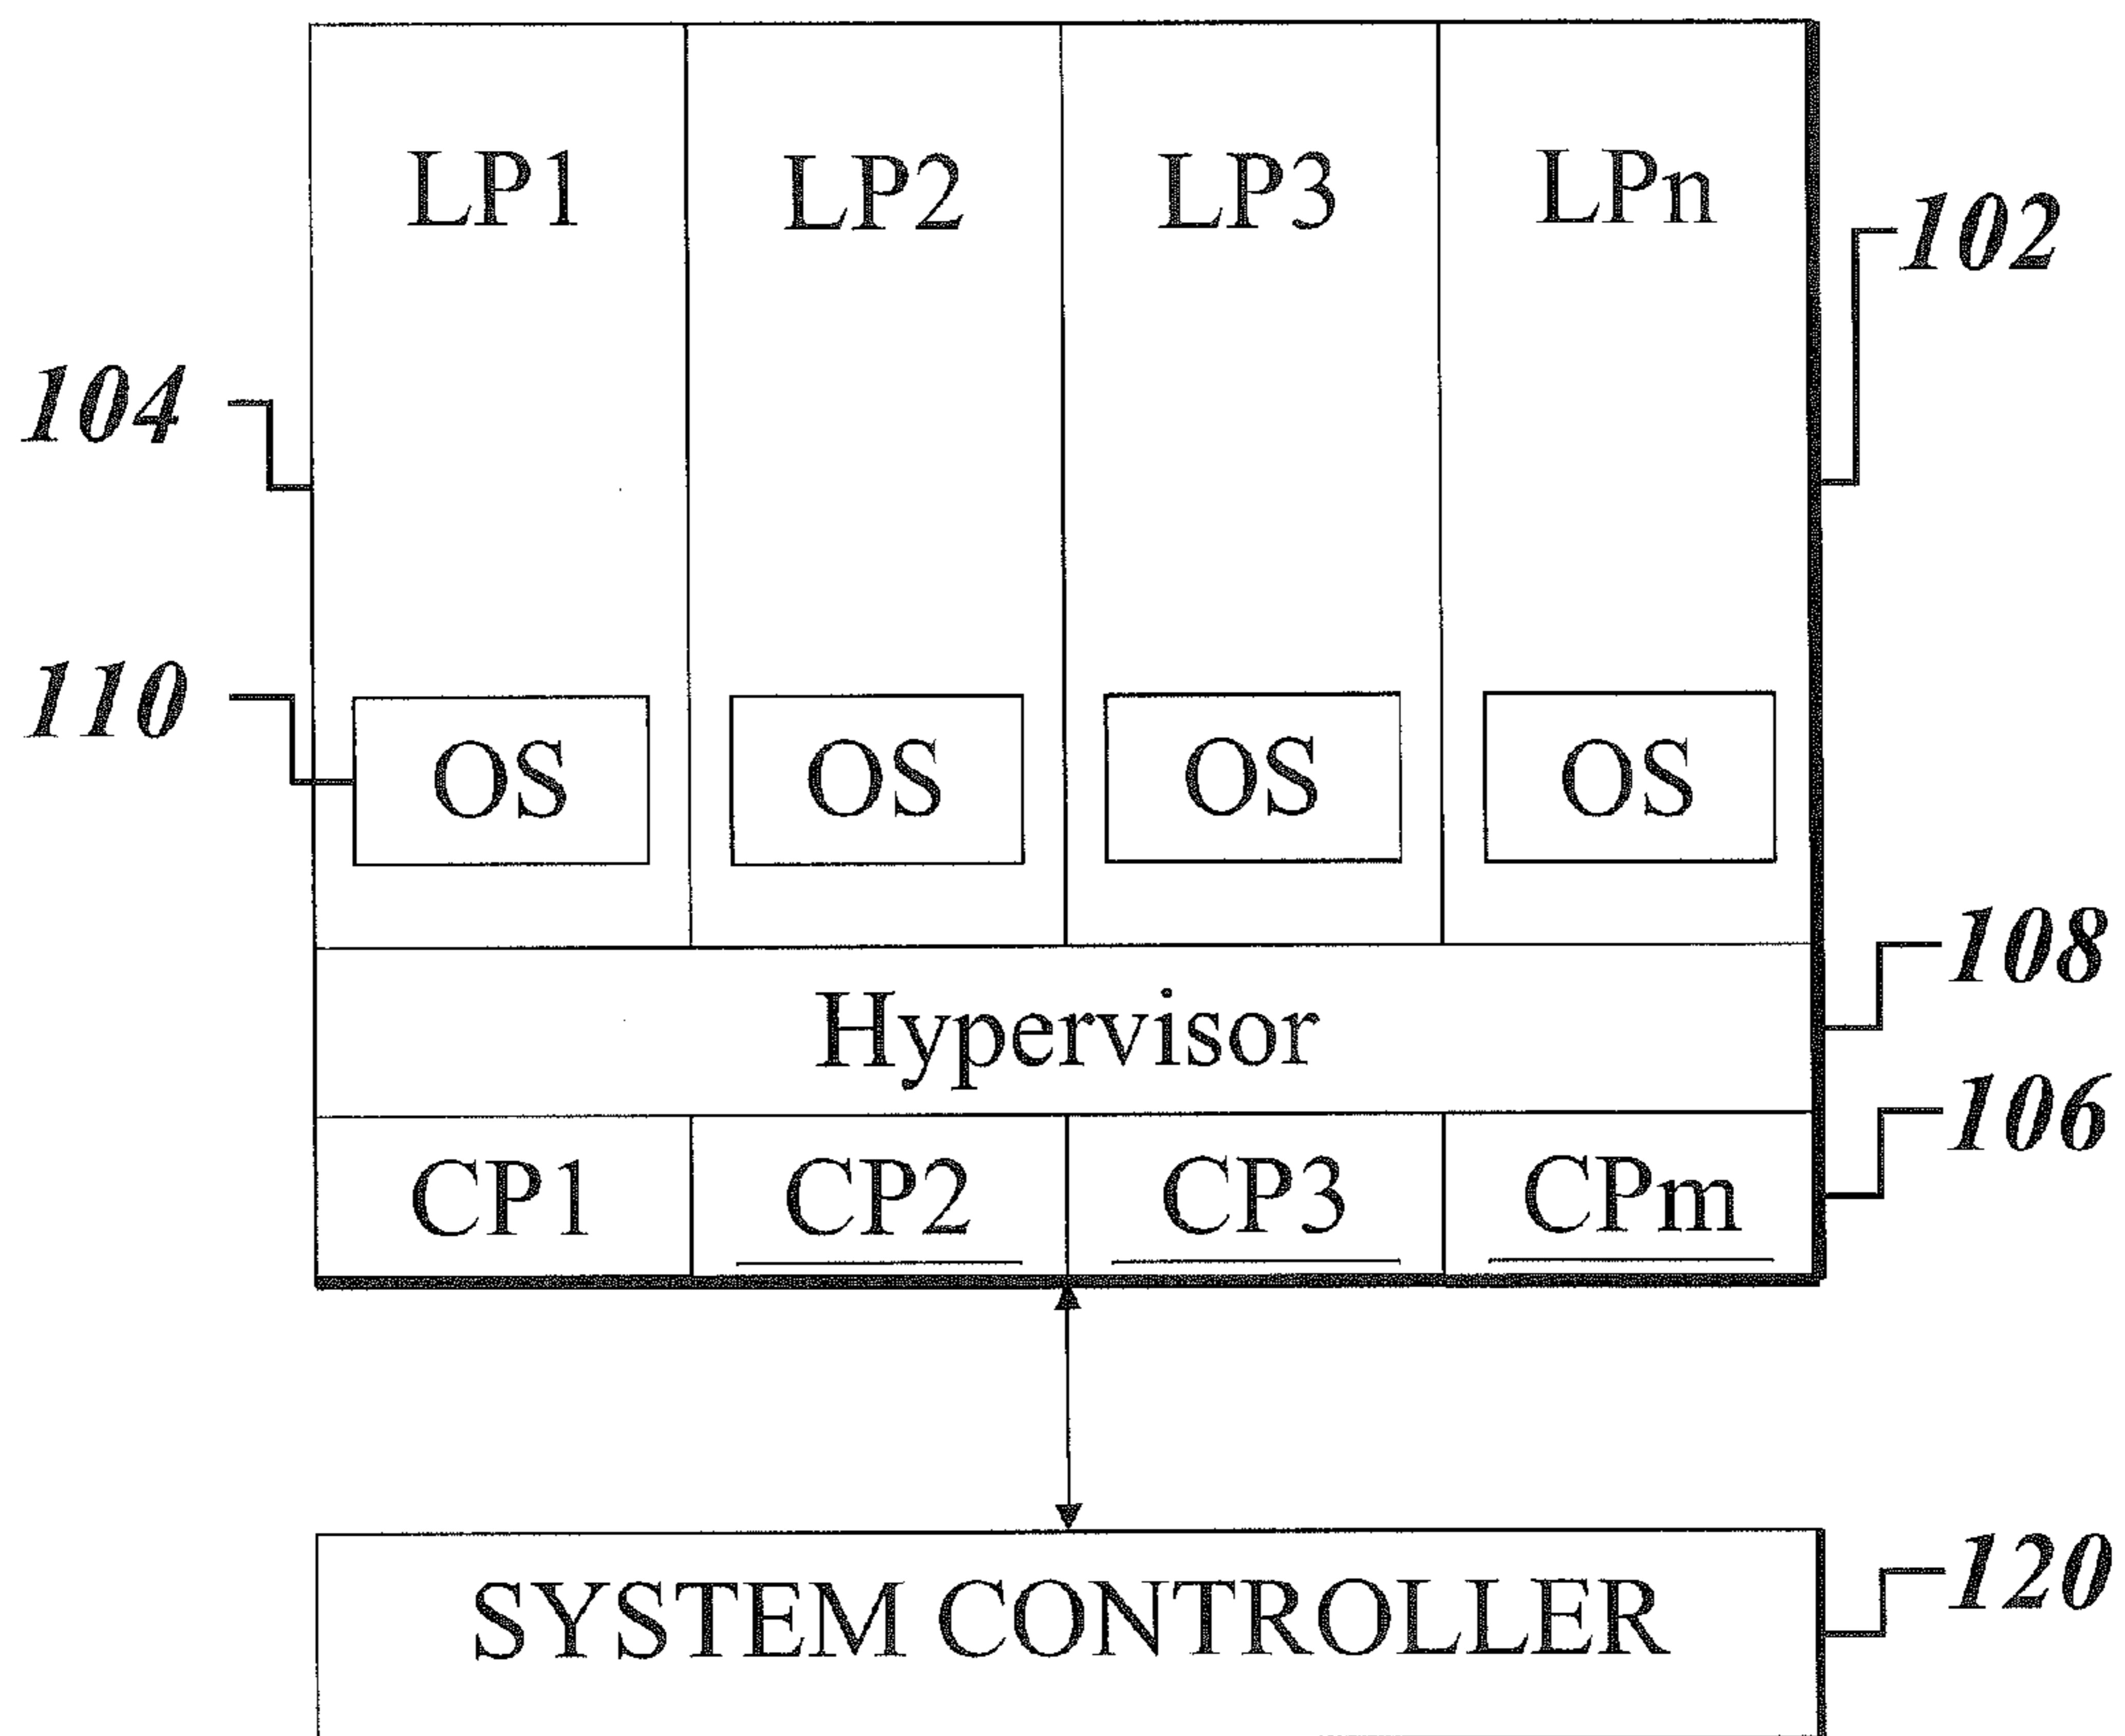 LP1 LP2 LP3 LPn
102
104
110
OS OS OS OS
108
Hypervisor
106
CP1 CP2 CP3 CPm
120
SYSTEM CONTROLLER